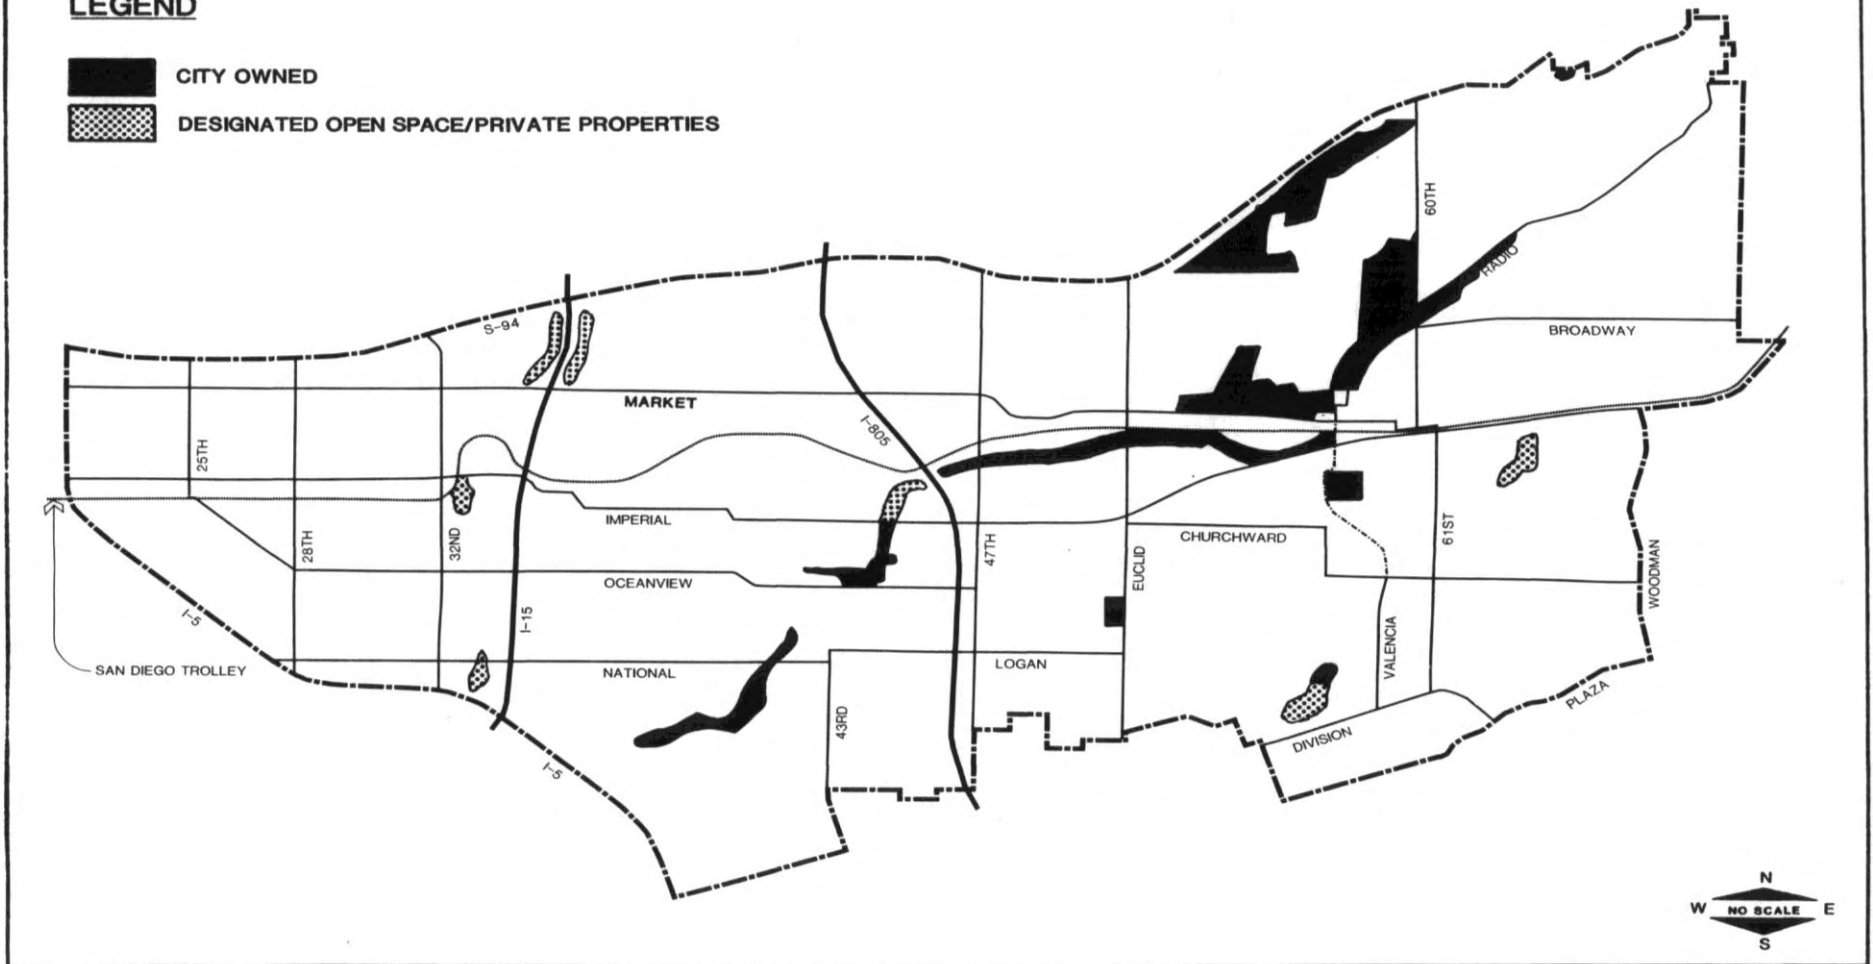 LEGEND
CITY OWNED
DESIGNATED OPEN SPACE/PRIVATE PROPERTIES
60TH
RADIO
BROADWAY
S-94
MARKET
I-805
25TH
28TH
32ND
IMPERIAL
47TH
EUCLID
CHURCHWARD
61ST
WOODMAN
OCEANVIEW
I-5
I-15
SAN DIEGO TROLLEY
NATIONAL
LOGAN
VALENCIA
43RD
PLAZA
DIVISION
I-5
N
W NO SCALE E
S